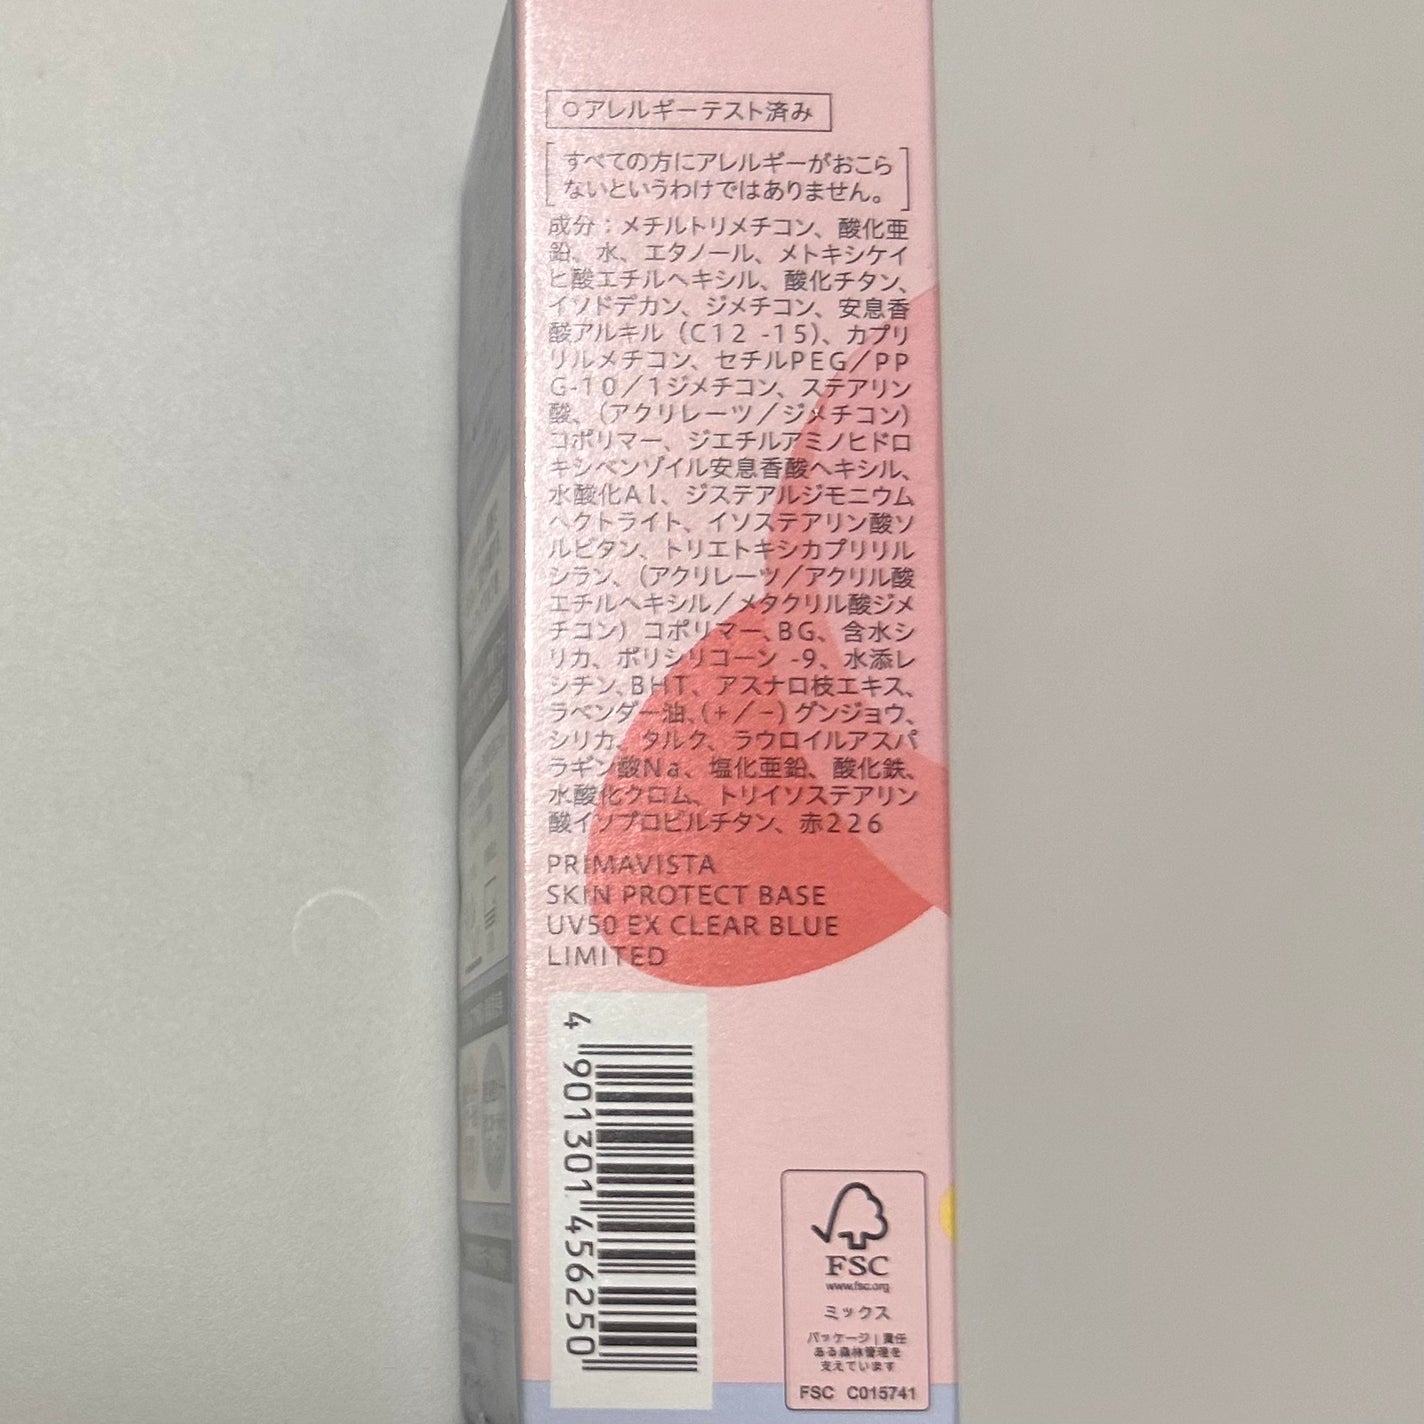 ○アレルギーテスト済み
すべての方にアレルギーがおこら
ないというわけではありません。
成分：メチルトリメチコン、酸化亜
鉛、水、エタノール、メトキシケイ
ヒ酸エチルヘキシル、酸化チタン、
イソドデカン、ジメチコン、安息香
酸アルキル（C12 -15）、カプリ
リルメチコン、セチルPEG／PP
G-10／1ジメチコン、ステアリン
酸、（アクリレーツ／ジメチコン）
コポリマー、ジエチルアミノヒドロ
キシベンゾイル安息香酸ヘキシル、
水酸化Al、ジステアルジモニウム
ヘクトライト、イソステアリン酸ソ
ルビタン、トリエトキシカプリリル
シラン、（アクリレーツ／アクリル酸
エチルヘキシル／メタクリル酸ジメ
チコン）コポリマー、BG、含水シ
リカ、ポリシリコーン -9、水添レ
シチン、BHT、アスナロ枝エキス、
ラベンダー油、（+／−）グンジョウ、
シリカ、タルク、ラウロイルアスパ
ラギン酸Na、塩化亜鉛、酸化鉄、
水酸化クロム、トリイソステアリン
酸イソプロピルチタン、赤226
PRIMAVISTA
SKIN PROTECT BASE
UV50 EX CLEAR BLUE
LIMITED
4 901301 456250
FSC
www.fsc.org
ミックス
パッケージ｜責任
ある森林管理を
支えています
FSC C015741